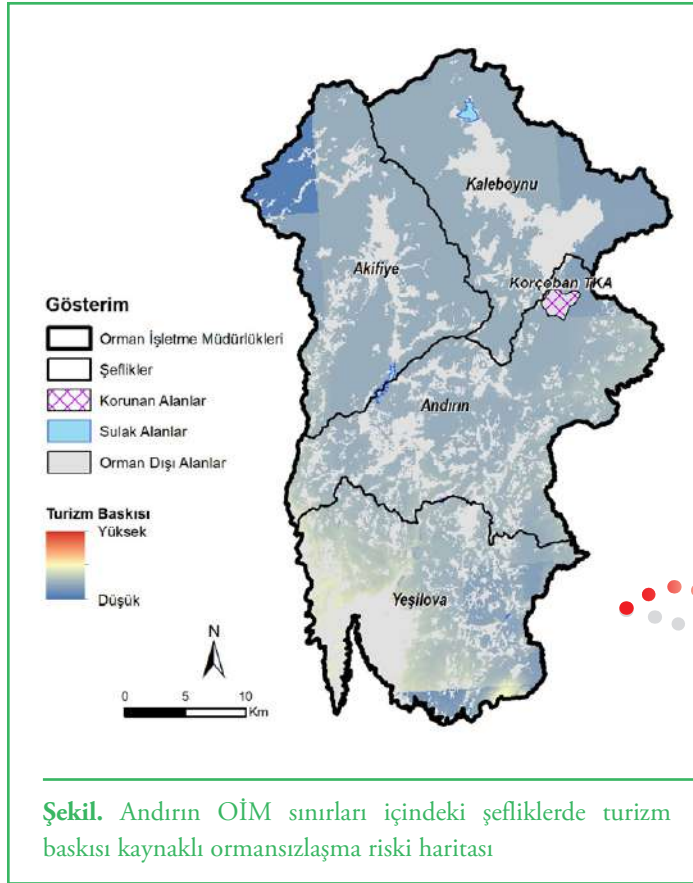 Kaleboynu
Akifiye
Körçoban TKA
Andırın
Yeşilova
Gösterim
Orman İşletme Müdürlükleri
Şeflikler
Korunan Alanlar
Sulak Alanlar
Orman Dışı Alanlar
Turizm Baskısı
Yüksek
Düşük
N
0 5 10
Km
Şekil. Andırın OİM sınırları içindeki şefliklerde turizm
baskısı kaynaklı ormansızlaşma riski haritası